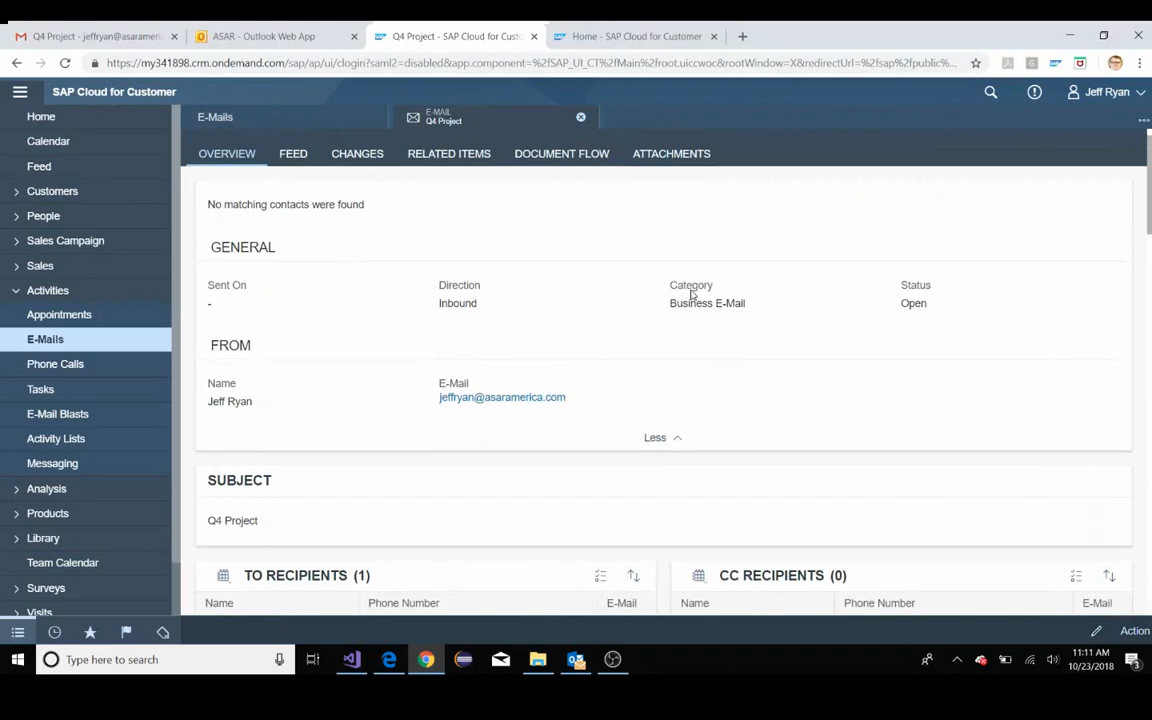 Q4 Project - jeffryan@asaramerica
ASAR - Outlook Web App
Q4 Project - SAP Cloud for Custo
Home - SAP Cloud for Customer
https://my341898.crm.ondemand.com/sap/ap/ui/clogin?saml2=disabled&app.component=%2fSAP_UI_CT%2fMain%2froot.uiccwoc&rootWindow=X&redirectUrl=%2fsap%2fpublic%...
SAP Cloud for Customer
Jeff Ryan
Home
Calendar
Feed
Customers
People
Sales Campaign
Sales
Activities
Appointments
E-Mails
Phone Calls
Tasks
E-Mail Blasts
Activity Lists
Messaging
Analysis
Products
Library
Team Calendar
Surveys
Visits
E-Mails
E-MAIL
Q4 Project
OVERVIEW
FEED
CHANGES
RELATED ITEMS
DOCUMENT FLOW
ATTACHMENTS
No matching contacts were found
GENERAL
Sent On
-
Direction
Inbound
Category
Business E-Mail
Status
Open
FROM
Name
Jeff Ryan
E-Mail
jeffryan@asaramerica.com
Less
SUBJECT
Q4 Project
TO RECIPIENTS (1)
Name
Phone Number
E-Mail
CC RECIPIENTS (0)
Name
Phone Number
E-Mail
Action
Type here to search
11:11 AM
10/23/2018
3